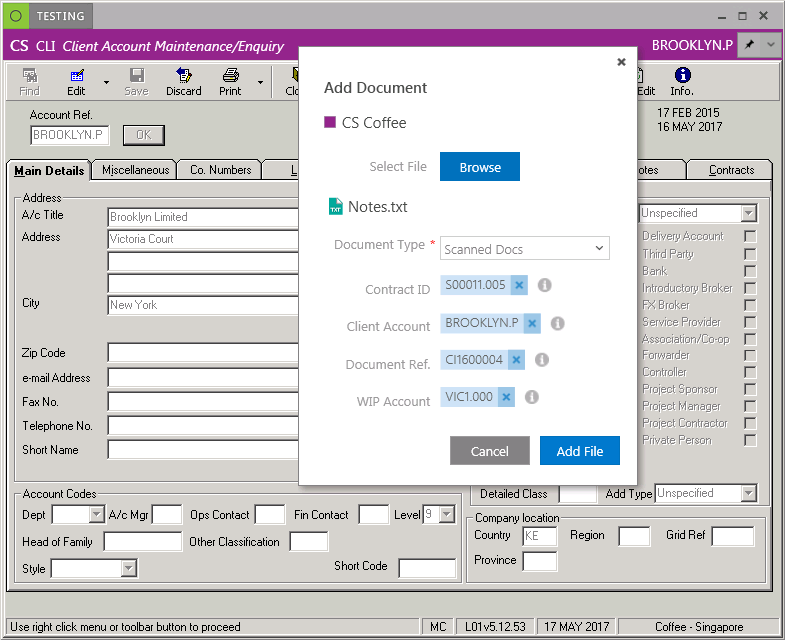 TESTING
CS CLI Client Account Maintenance/Enquiry BROOKLYN.P
Find Edit Save Discard Print Clo Edit Info.
Account Ref.
BROOKLYN.P OK
17 FEB 2015
16 MAY 2017
Main Details Miscellaneous Co. Numbers L otes Contracts
Address
A/c Title Brooklyn Limited
Address Victoria Court
City New York
Zip Code
e-mail Address
Fax No.
Telephone No.
Short Name
Add Document
CS Coffee
Select File Browse
TXT Notes.txt
Document Type * Scanned Docs
Contract ID S00011.005 × i
Client Account BROOKLYN.P × i
Document Ref. CI1600004 × i
WIP Account VIC1.000 × i
Cancel Add File
Unspecified
Delivery Account
Third Party
Bank
Introductory Broker
FX Broker
Service Provider
Association/Co-op
Forwarder
Controller
Project Sponsor
Project Manager
Project Contractor
Private Person
Detailed Class Add Type Unspecified
Account Codes
Dept A/c Mgr Ops Contact Fin Contact Level 9
Head of Family Other Classification
Style Short Code
Company location
Country KE Region Grid Ref
Province
Use right click menu or toolbar button to proceed MC L01v5.12.53 17 MAY 2017 Coffee - Singapore